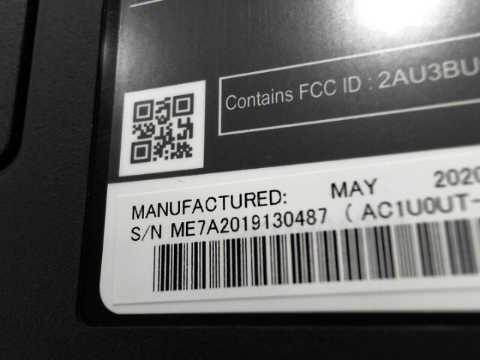 Contains FCC ID : 2AU3BU
MANUFACTURED: MAY 2020
S/N ME7A2019130487 ( AC1U0UT-